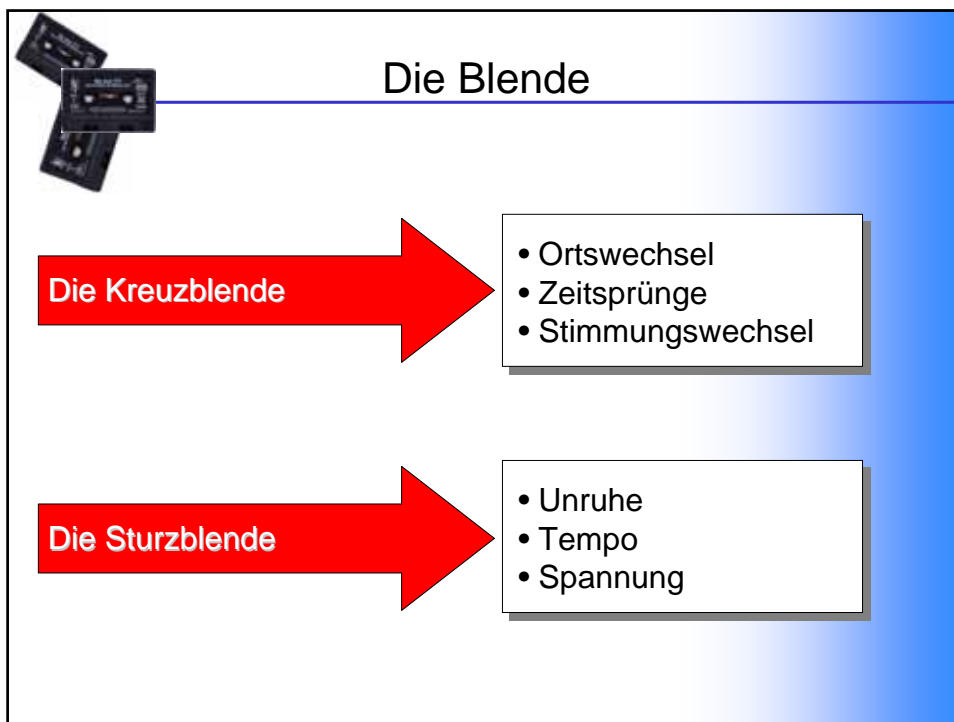 Die Blende
Die Kreuzblende
• Ortswechsel
• Zeitsprünge
• Stimmungswechsel
Die Sturzblende
• Unruhe
• Tempo
• Spannung